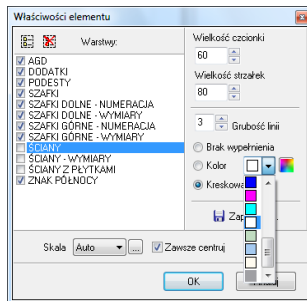 Właściwości elementu
Warstwy:
Wielkość czcionki
60
Wielkość strzałek
80
3 Grubość linii
Brak wypełnienia
Kolor
Kreskowa
AGD
DODATKI
PODESTY
SZAFKI
SZAFKI DOLNE - NUMERACJA
SZAFKI DOLNE - WYMIARY
SZAFKI GÓRNE - NUMERACJA
SZAFKI GÓRNE - WYMIARY
ŚCIANY
ŚCIANY - WYMIARY
ŚCIANY Z PŁYTKAMI
ZNAK PÓŁNOCY
Skala Auto ... Zawsze centruj
OK